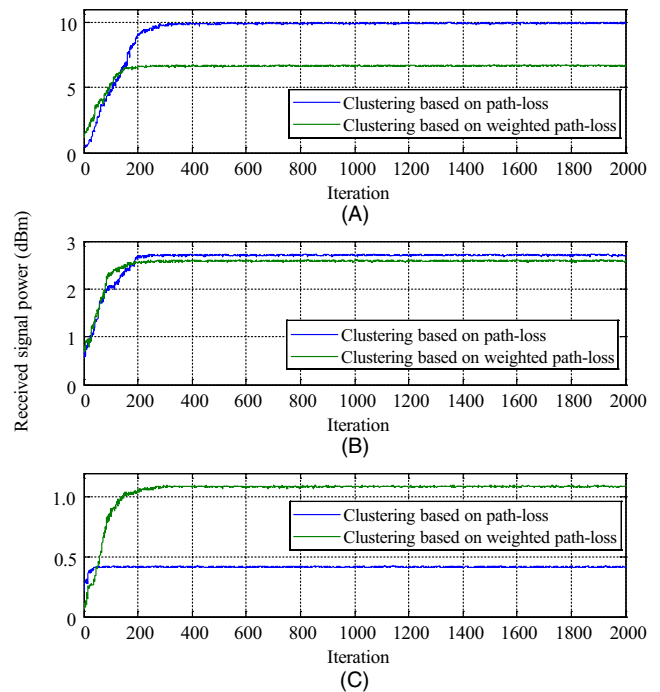 10
5
0
Clustering based on path-loss
Clustering based on weighted path-loss
0 200 400 600 800 1000 1200 1400 1600 1800 2000
Iteration
(A)
Received signal power (dBm)
3
2
1
0
Clustering based on path-loss
Clustering based on weighted path-loss
0 200 400 600 800 1000 1200 1400 1600 1800 2000
Iteration
(B)
1.0
0.5
0
Clustering based on path-loss
Clustering based on weighted path-loss
0 200 400 600 800 1000 1200 1400 1600 1800 2000
Iteration
(C)